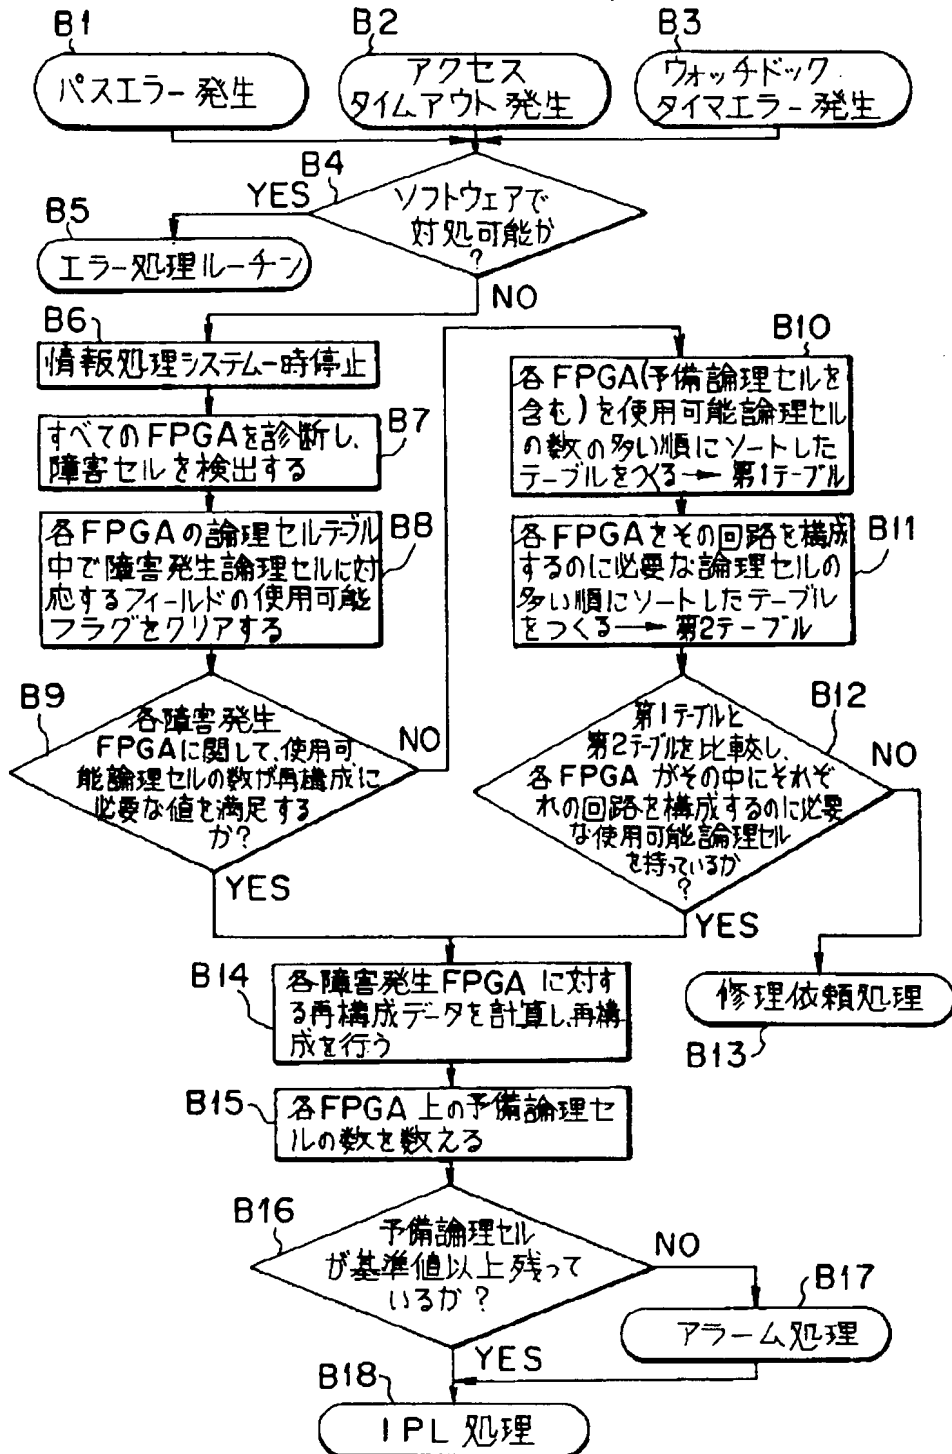 B1
パスエラー発生
B2
アクセス
タイムアウト発生
B3
ウォッチドック
タイマエラー発生
B4
ソフトウェアで
対処可能か
?
YES
NO
B5
エラー処理ルーチン
B6
情報処理システム一時停止
B7
すべてのFPGAを診断し、
障害セルを検出する
B8
各FPGAの論理セルテーブル
中で障害発生論理セルに対
応するフィールドの使用可能
フラグをクリアする
B9
各障害発生
FPGAに関して、使用可
能論理セルの数が再構成に
必要な値を満足する
か?
NO
YES
B10
各FPGA(予備論理セルを
含む)を使用可能論理セル
の数の多い順にソートした
テーブルをつくる→第1テーブル
B11
各FPGAをその回路を構成
するのに必要な論理セルの
多い順にソートしたテーブル
をつくる→第2テーブル
B12
第1テーブルと
第2テーブルを比較し、
各FPGAがその中にそれぞ
れの回路を構成するのに必要
な使用可能論理セル
を持っているか
?
NO
YES
修理依頼処理
B13
B14
各障害発生FPGAに対す
る再構成データを計算し、再構
成を行う
B15
各FPGA上の予備論理セ
ルの数を数える
B16
予備論理セル
が基準値以上残って
いるか?
NO
YES
B17
アラーム処理
B18
IPL処理